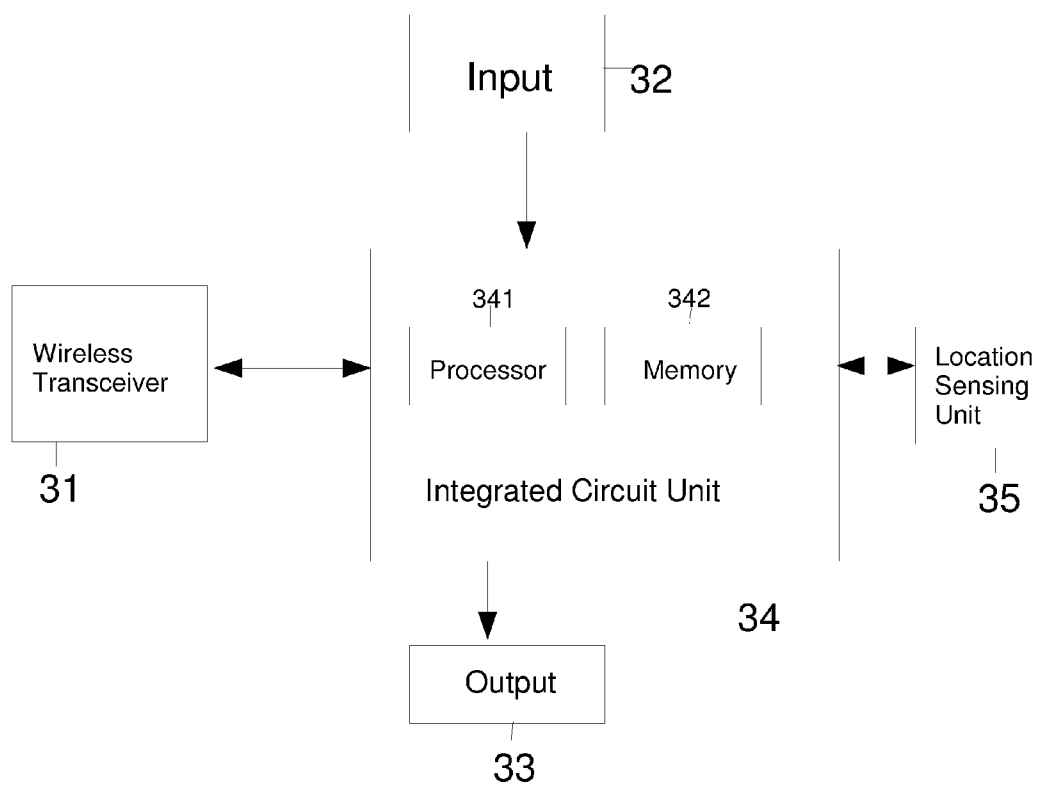 Input
32
341
342
Wireless
Transceiver
Processor
Memory
Location
Sensing
Unit
31
Integrated Circuit Unit
35
34
Output
33